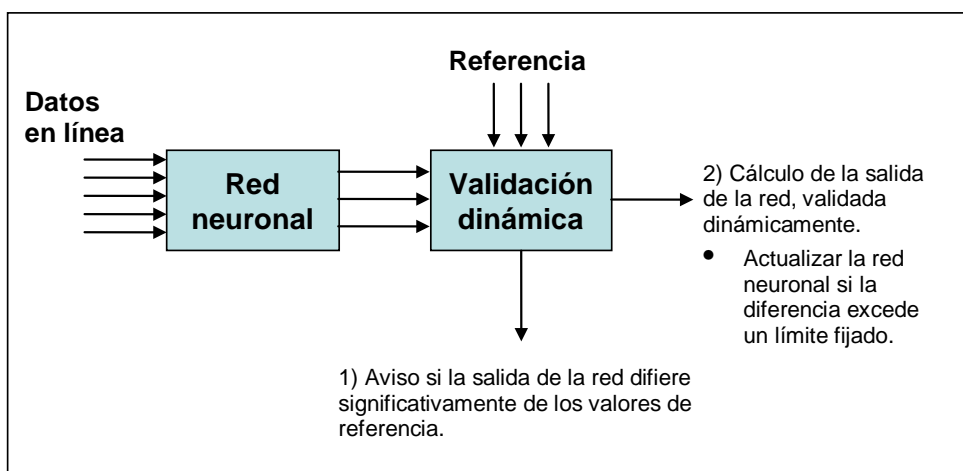 Referencia
Datos
en línea
Red
neuronal
Validación
dinámica
2) Cálculo de la salida
de la red, validada
dinámicamente.
• Actualizar la red
neuronal si la
diferencia excede
un límite fijado.
1) Aviso si la salida de la red difiere
significativamente de los valores de
referencia.